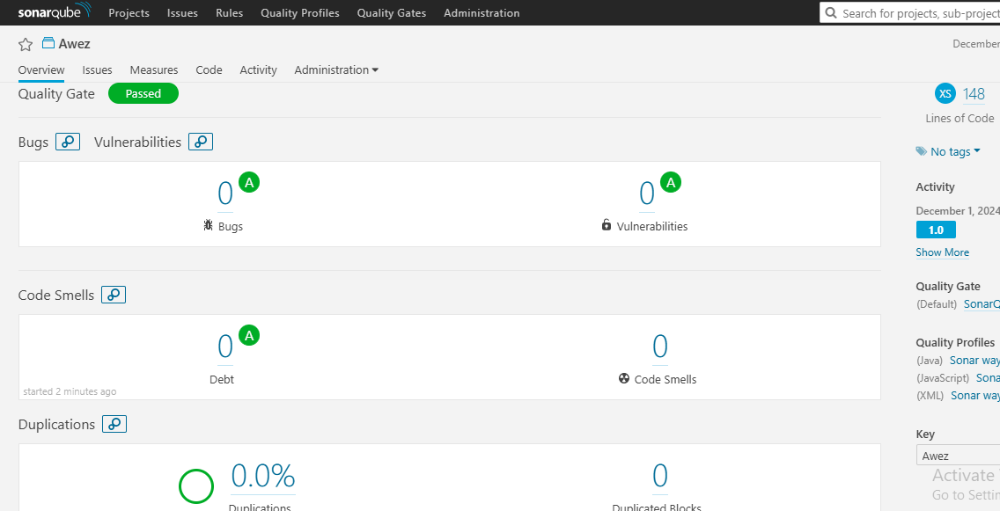 sonarqube Projects Issues Rules Quality Profiles Quality Gates Administration Search for projects, sub-project
Awez
December
Overview Issues Measures Code Activity Administration
Quality Gate Passed
XS 148
Lines of Code
Bugs Vulnerabilities
No tags
0 A 0 A
Bugs Vulnerabilities
Activity
December 1, 2024
1.0
Show More
Code Smells
Quality Gate
(Default) SonarQ
0 A 0
Debt Code Smells
started 2 minutes ago
Quality Profiles
(Java) Sonar way
(JavaScript) Sona
(XML) Sonar way
Duplications
Key
Awez
0.0% 0
Duplications Duplicated Blocks
Activate
Go to Settin